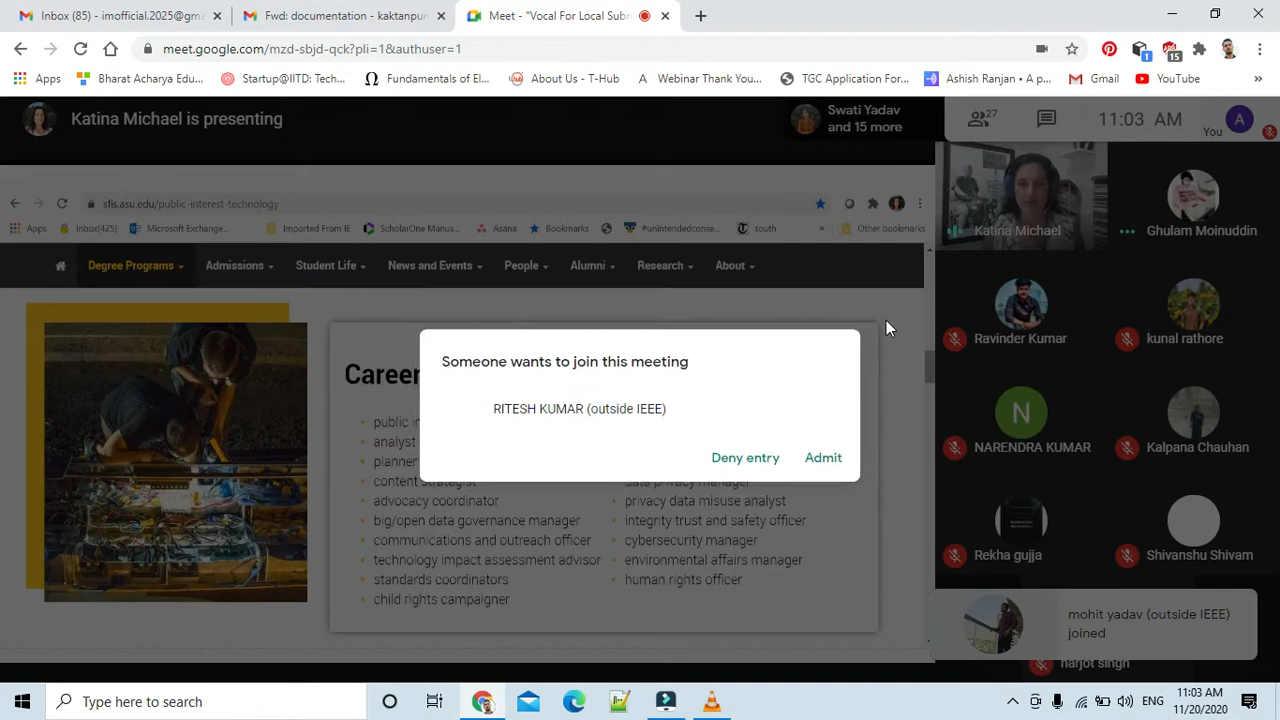 Inbox (85) - imofficial.2025@gma
Fwd: documentation - kaktanpur
Meet - "Vocal For Local Subm
meet.google.com/mzd-sbjd-qck?pli=1&authuser=1
1
15
Apps
Bharat Acharya Edu...
Startup@IITD: Tech...
Fundamentals of El...
About Us - T-Hub
Webinar Thank You...
TGC Application For...
Ashish Ranjan • A p...
Gmail
YouTube
»
Katina Michael is presenting
Swati Yadav
and 15 more
27
11:03 AM
You
A
sfis.asu.edu/public-interest-technology
Apps
Inbox(425)
Microsoft Exchange...
Imported From IE
ScholarOne Manus...
Asana
Bookmarks
#unintendedconse...
south
»
Other bookmarks
Degree Programs
Admissions
Student Life
News and Events
People
Alumni
Research
About
Career
public i
analyst
planner
content strategist
advocacy coordinator
big/open data governance manager
communications and outreach officer
technology impact assessment advisor
standards coordinators
child rights campaigner
data privacy manager
privacy data misuse analyst
integrity trust and safety officer
cybersecurity manager
environmental affairs manager
human rights officer
Someone wants to join this meeting
RITESH KUMAR (outside IEEE)
Deny entry
Admit
Katina Michael
Ghulam Moinuddin
Ravinder Kumar
kunal rathore
N
NARENDRA KUMAR
Kalpana Chauhan
Rekha gujja
Shivanshu Shivam
mohit yadav (outside IEEE)
joined
narjot singh
Type here to search
ENG
11:03 AM
11/20/2020